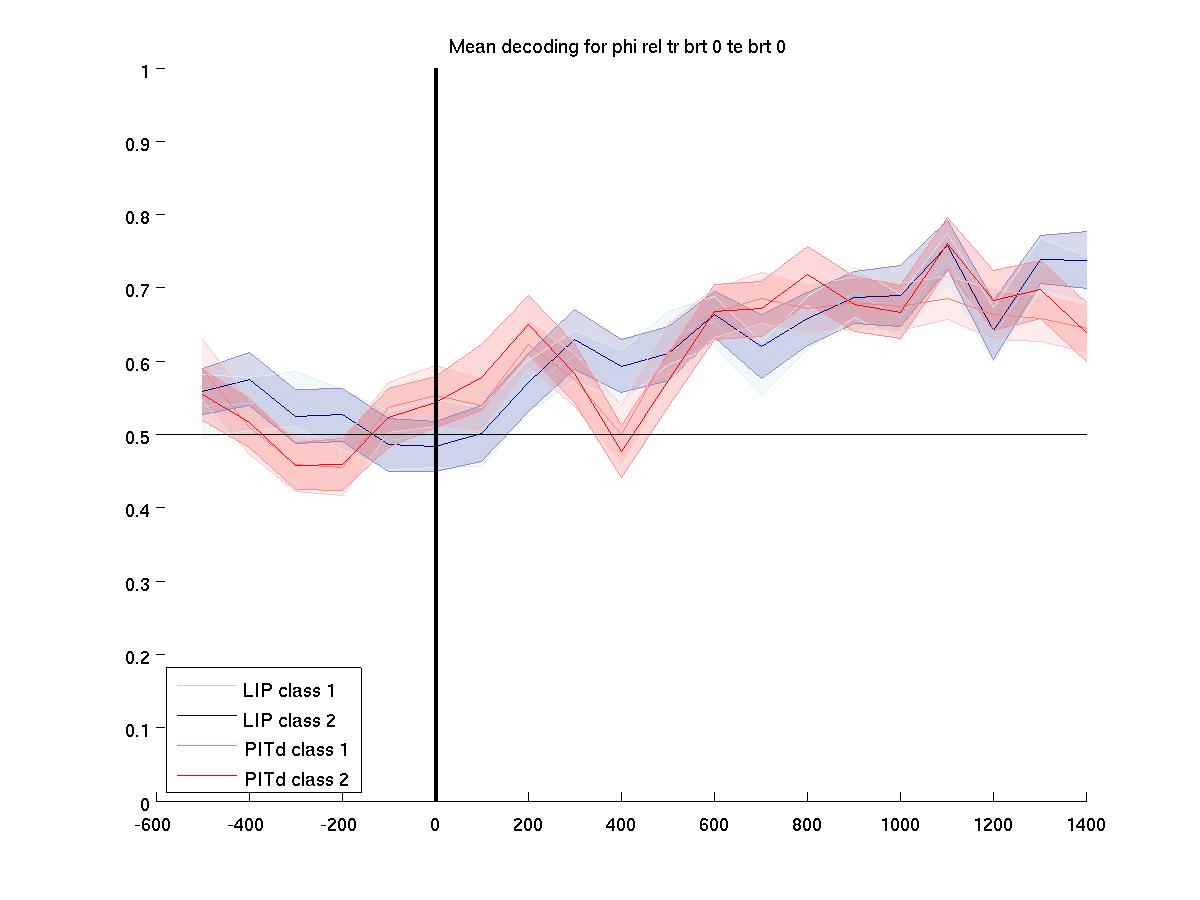 Mean decoding for phi rel tr brt 0 te brt 0
1
0.9
0.8
0.7
0.6
0.5
0.4
0.3
0.2
0.1
0
LIP class 1
LIP class 2
PITd class 1
PITd class 2
-600 -400 -200 0 200 400 600 800 1000 1200 1400